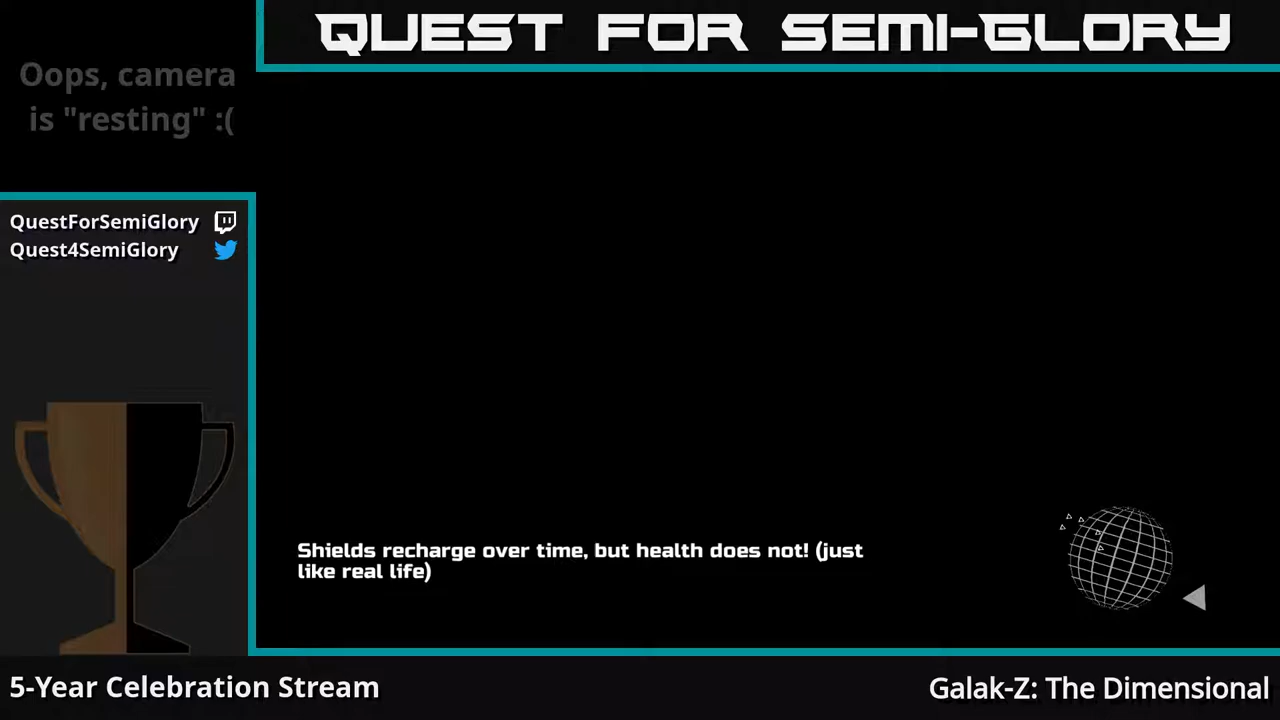 QUEST FOR SEMI-GLORY
Oops, camera
is "resting" :(
QuestForSemiGlory
Quest4SemiGlory
Shields recharge over time, but health does not! (just
like real life)
5-Year Celebration Stream
Galak-Z: The Dimensional